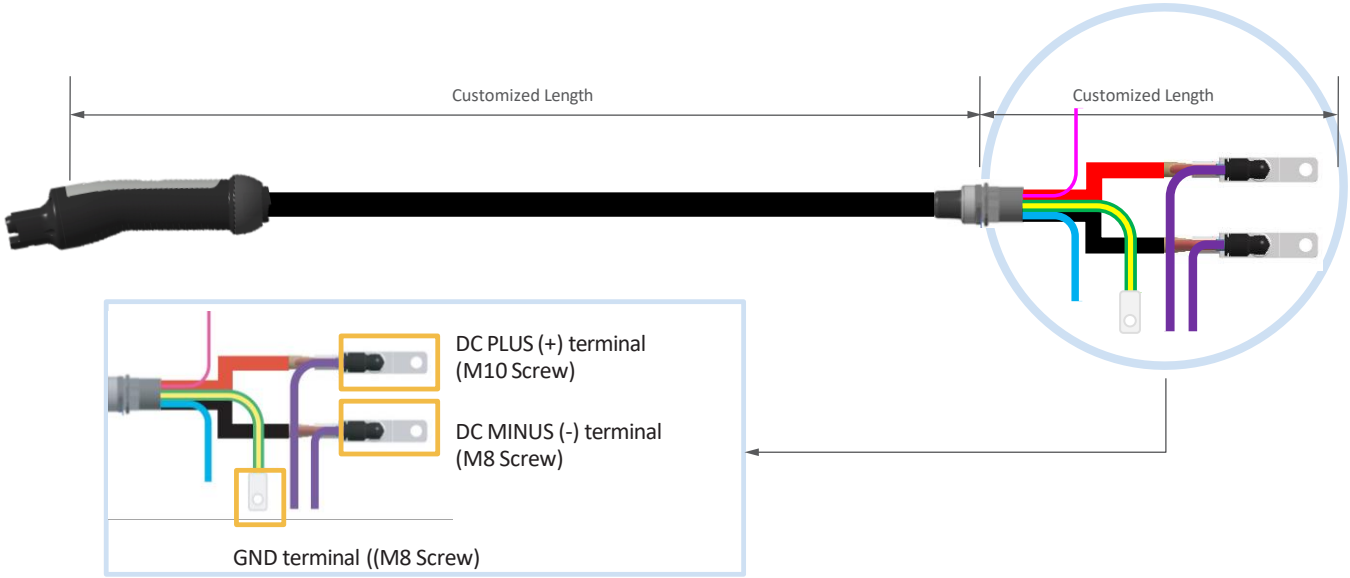 Customized Length
Customized Length
DC PLUS (+) terminal
(M10 Screw)
DC MINUS (-) terminal
(M8 Screw)
GND terminal ((M8 Screw)